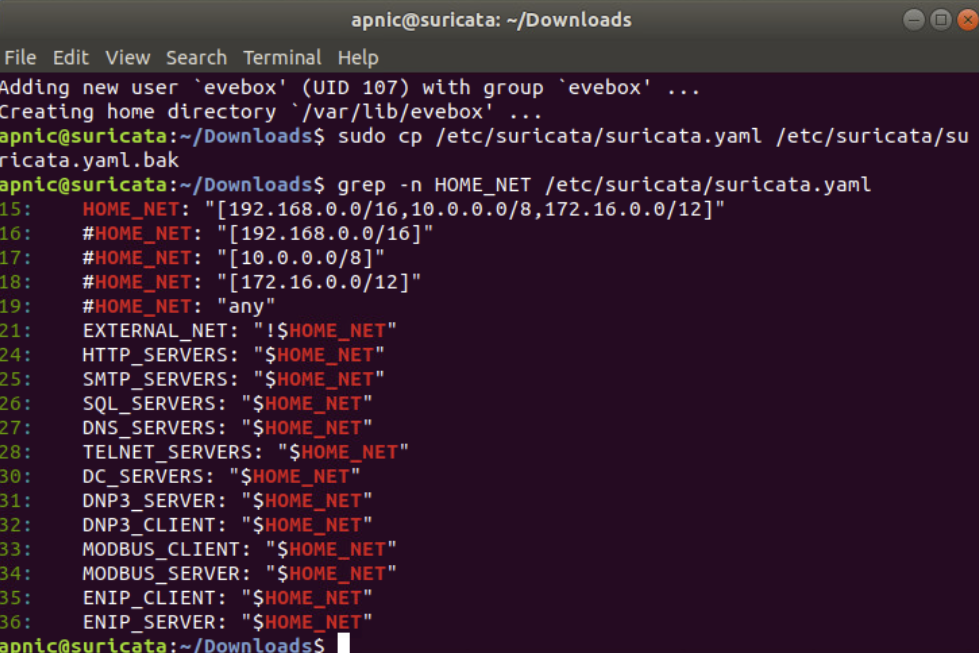 apnic@suricata: ~/Downloads
File Edit View Search Terminal Help
Adding new user `evebox' (UID 107) with group `evebox' ...
Creating home directory `/var/lib/evebox' ...
apnic@suricata:~/Downloads$ sudo cp /etc/suricata/suricata.yaml /etc/suricata/su
ricata.yaml.bak
apnic@suricata:~/Downloads$ grep -n HOME_NET /etc/suricata/suricata.yaml
15:    HOME_NET: "[192.168.0.0/16,10.0.0.0/8,172.16.0.0/12]"
16:    #HOME_NET: "[192.168.0.0/16]"
17:    #HOME_NET: "[10.0.0.0/8]"
18:    #HOME_NET: "[172.16.0.0/12]"
19:    #HOME_NET: "any"
21:    EXTERNAL_NET: "!$HOME_NET"
24:    HTTP_SERVERS: "$HOME_NET"
25:    SMTP_SERVERS: "$HOME_NET"
26:    SQL_SERVERS: "$HOME_NET"
27:    DNS_SERVERS: "$HOME_NET"
28:    TELNET_SERVERS: "$HOME_NET"
30:    DC_SERVERS: "$HOME_NET"
31:    DNP3_SERVER: "$HOME_NET"
32:    DNP3_CLIENT: "$HOME_NET"
33:    MODBUS_CLIENT: "$HOME_NET"
34:    MODBUS_SERVER: "$HOME_NET"
35:    ENIP_CLIENT: "$HOME_NET"
36:    ENIP_SERVER: "$HOME_NET"
apnic@suricata:~/Downloads$